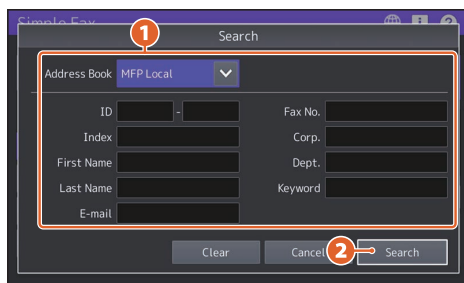 Simple Fax
1
Search
Address Book MFP Local
ID - Fax No.
Index Corp.
First Name Dept.
Last Name Keyword
E-mail
Clear Cancel 2 Search